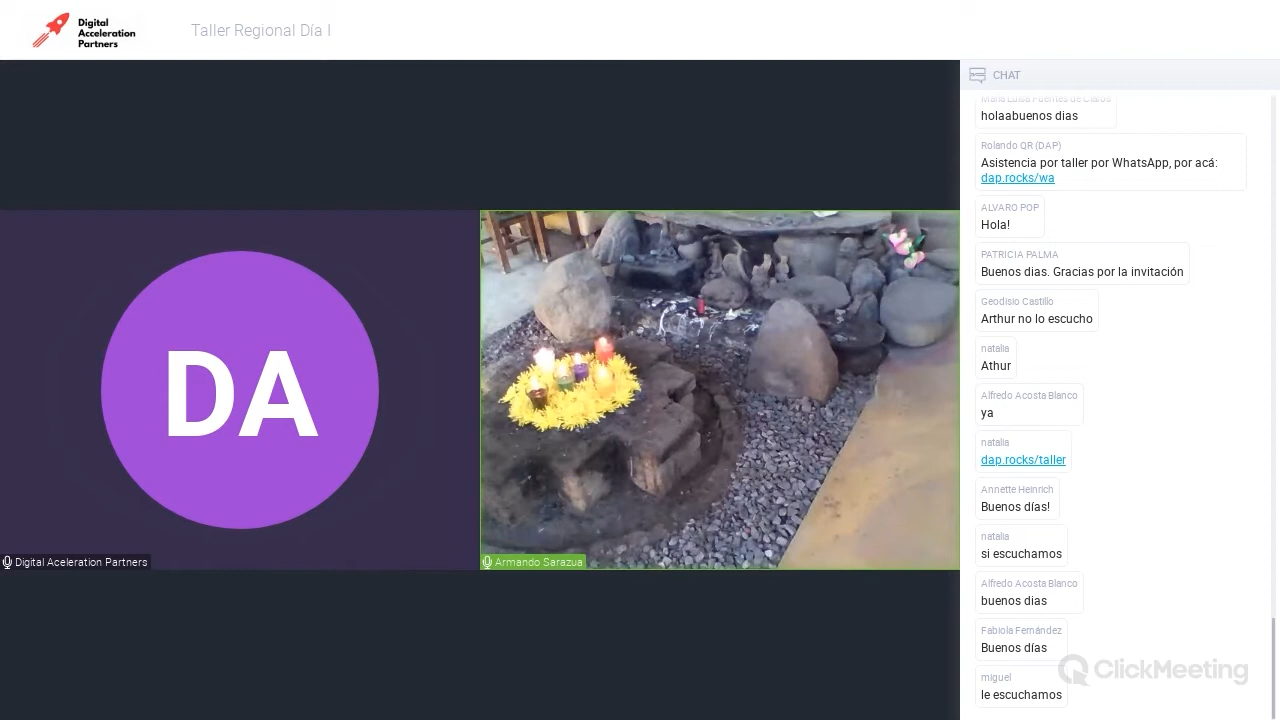 Digital
Acceleration
Partners
Taller Regional Día I
CHAT
holaabuenos dias
Rolando QR (DAP)
Asistencia por taller por WhatsApp, por acá:
dap.rocks/wa
ALVARO POP
Hola!
PATRICIA PALMA
Buenos dias. Gracias por la invitación
Geodisio Castillo
Arthur no lo escucho
natalia
Athur
Alfredo Acosta Blanco
ya
natalia
dap.rocks/taller
Annette Heinrich
Buenos días!
natalia
si escuchamos
Alfredo Acosta Blanco
buenos dias
Fabiola Fernández
Buenos días
miguel
le escuchamos
DA
Digital Aceleration Partners
Armando Sarazua
ClickMeeting